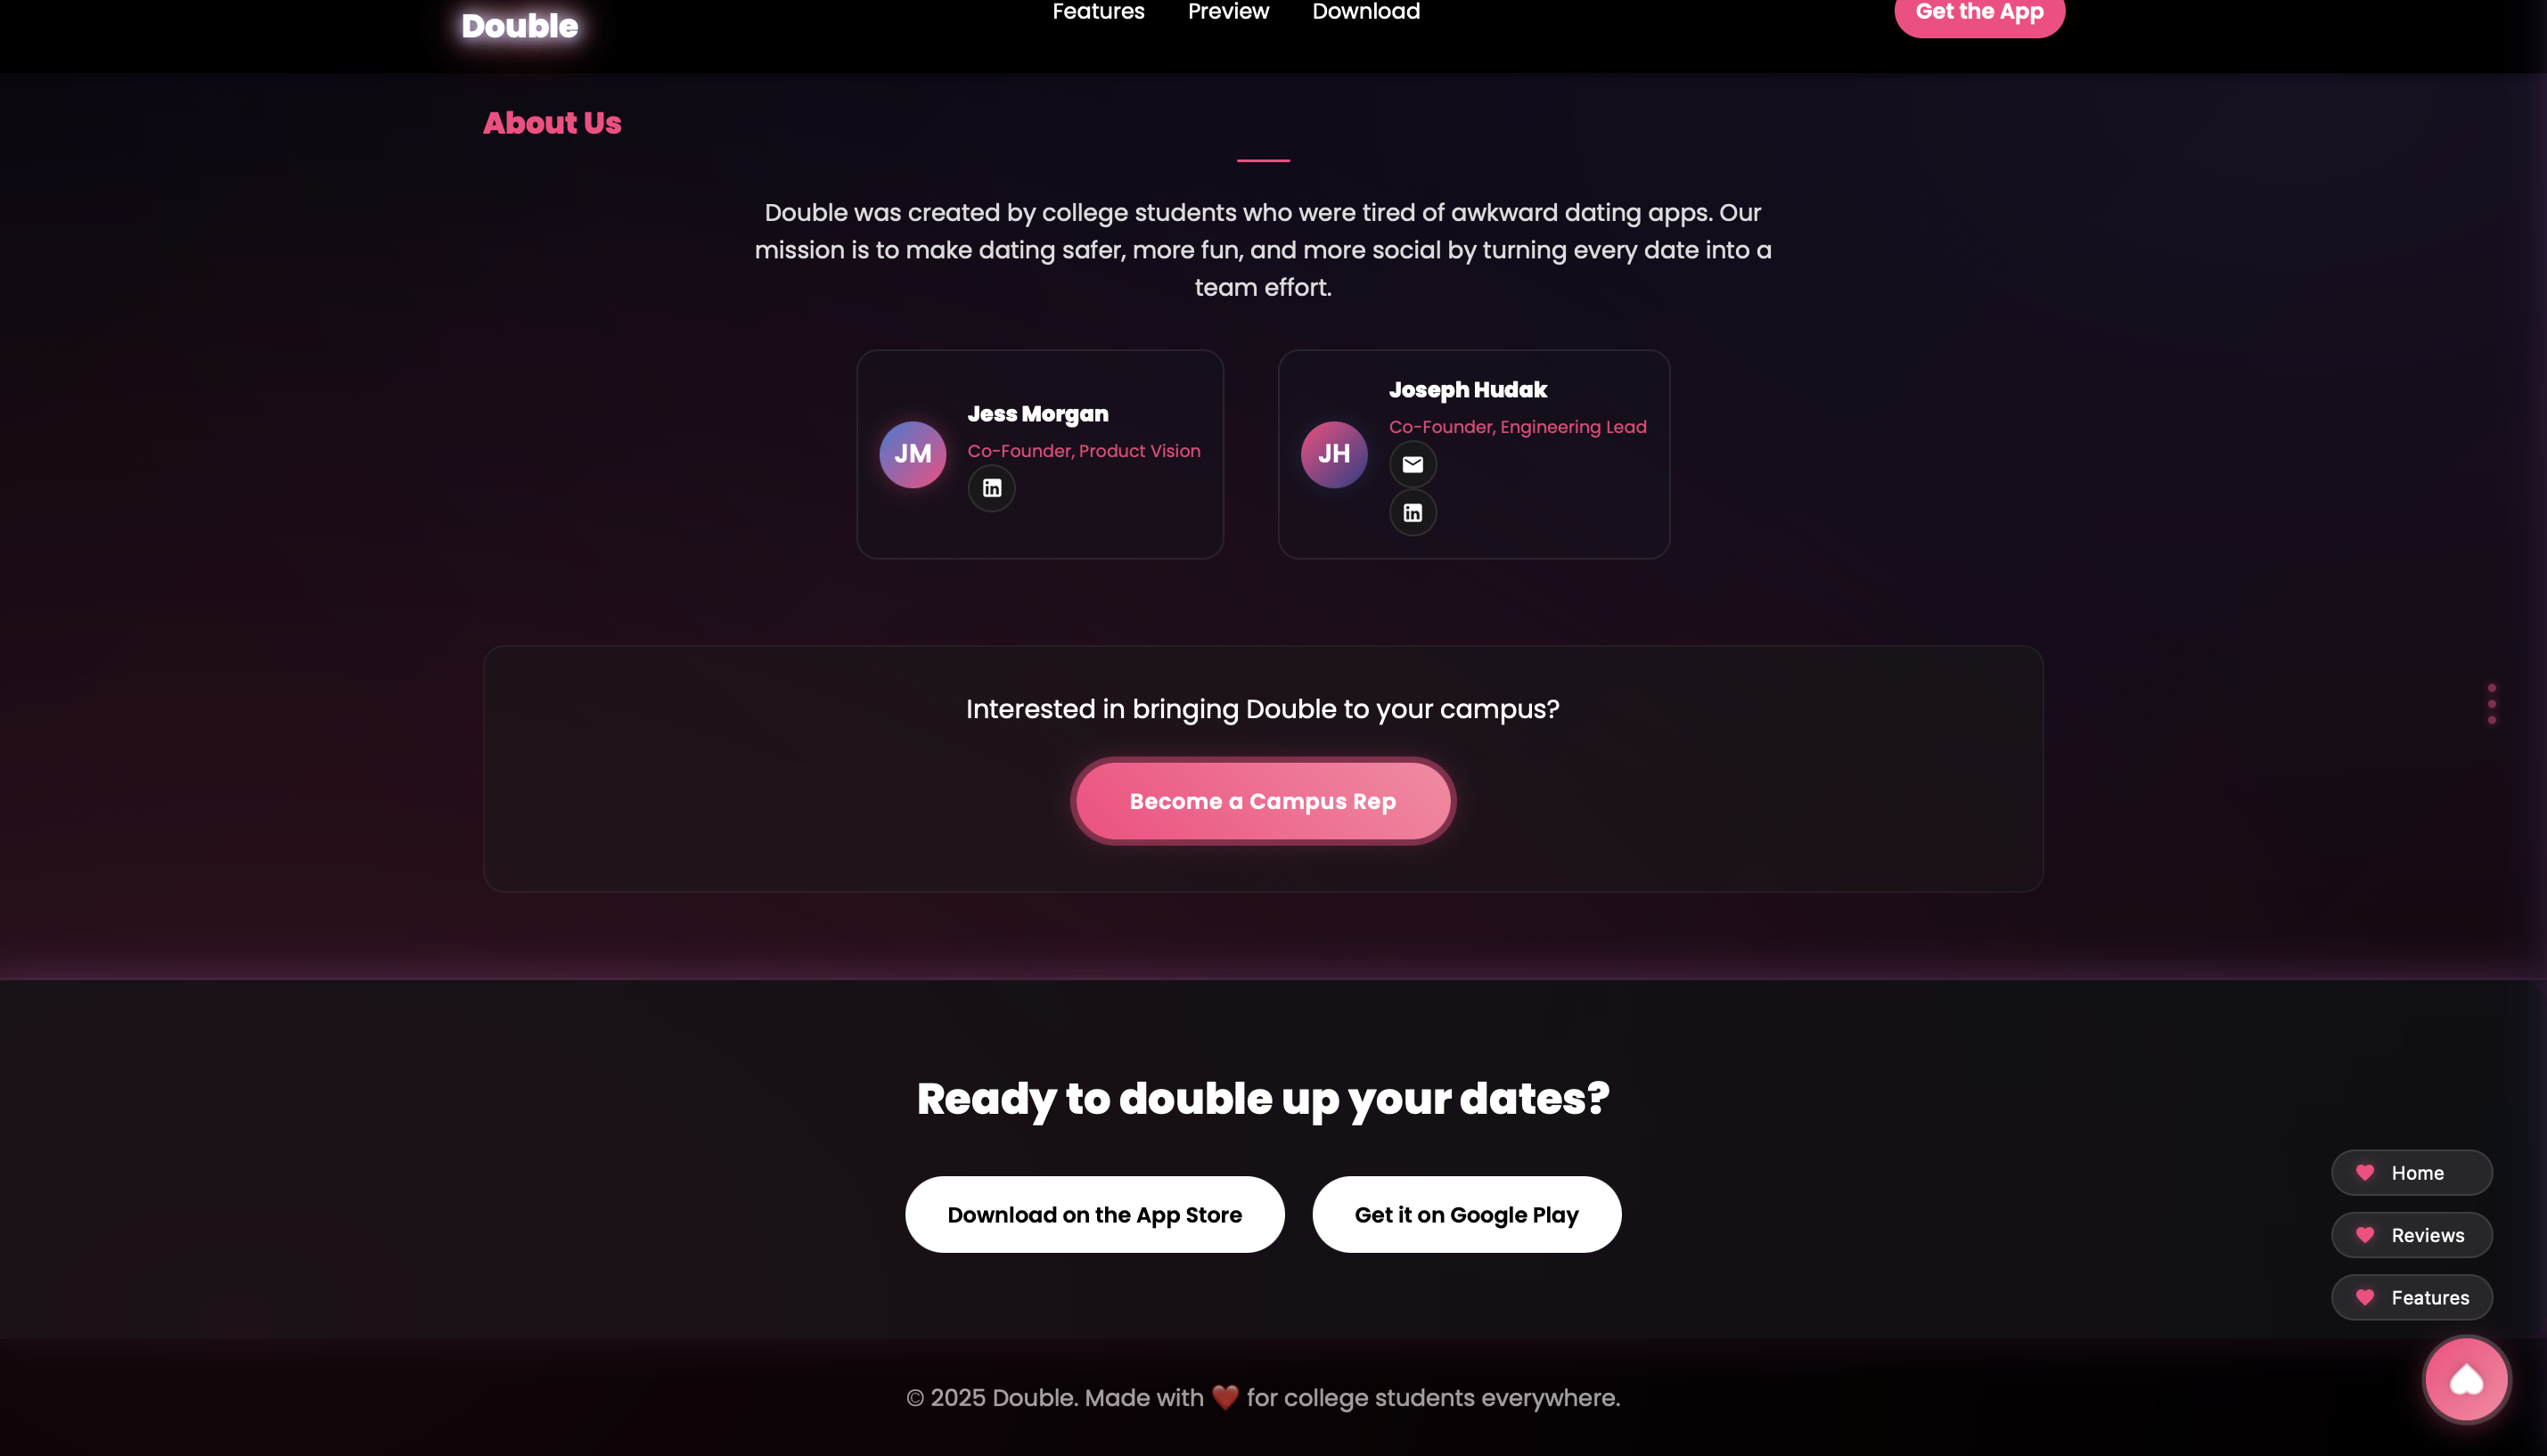 Double
Features
Preview
Download
Get the App
About Us
Double was created by college students who were tired of awkward dating apps. Our
mission is to make dating safer, more fun, and more social by turning every date into a
team effort.
JM
Jess Morgan
Co-Founder, Product Vision
in
JH
Joseph Hudak
Co-Founder, Engineering Lead
in
Interested in bringing Double to your campus?
Become a Campus Rep
Ready to double up your dates?
Download on the App Store
Get it on Google Play
Home
Reviews
Features
© 2025 Double. Made with ❤️ for college students everywhere.